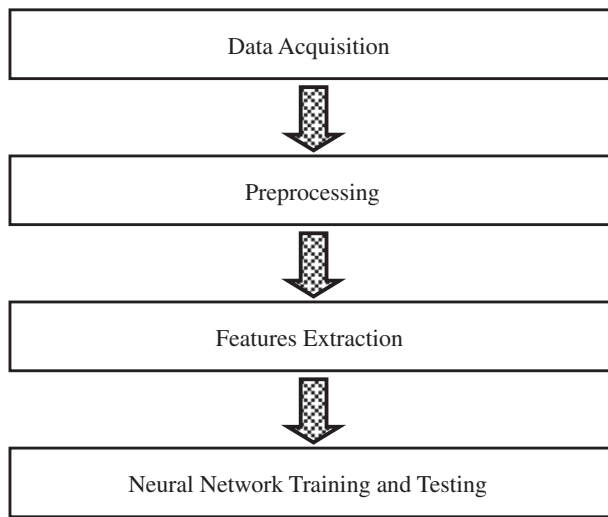 Data Acquisition
Preprocessing
Features Extraction
Neural Network Training and Testing